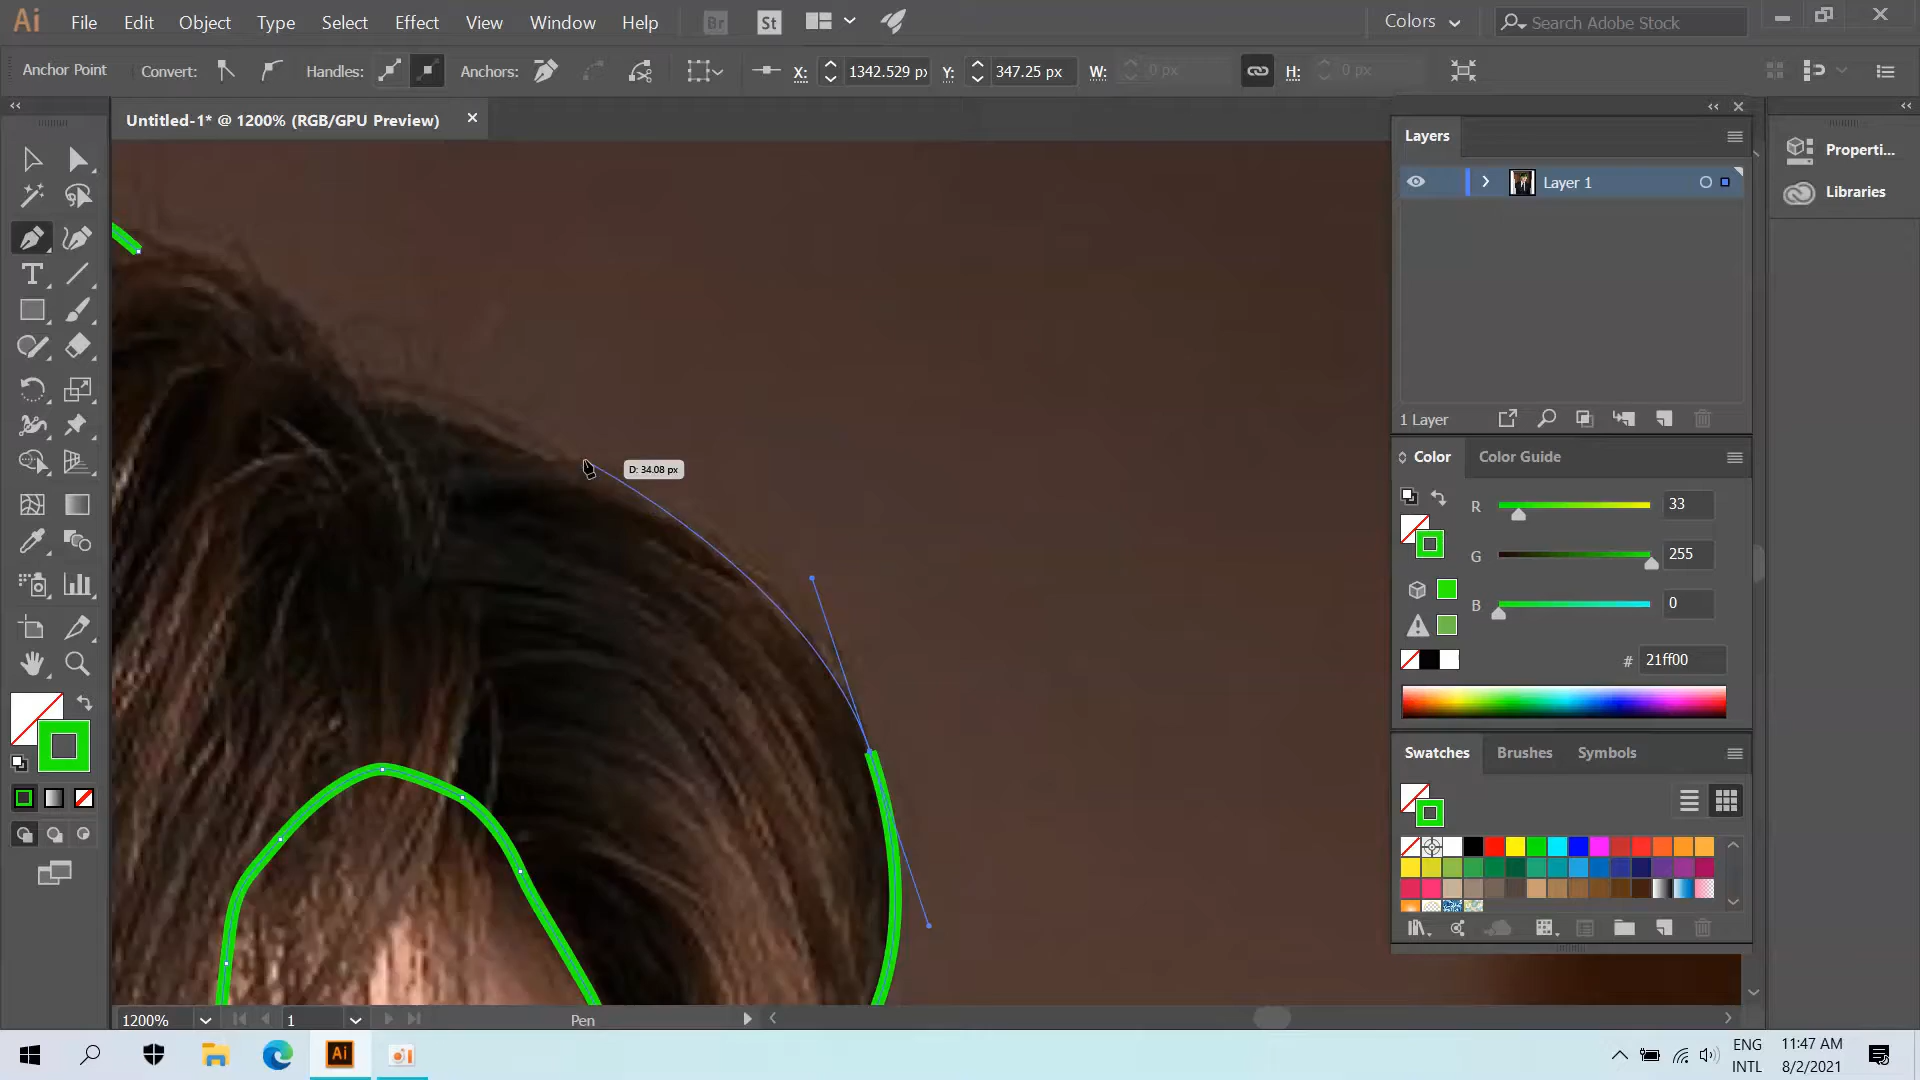 Ai File Edit Object Type Select Effect View Window Help Br St Colors Search Adobe Stock
Anchor Point Convert: Handles: Anchors: X: 1342.529 px Y: 347.25 px W: 0 px H: 0 px
Untitled-1* @ 1200% (RGB/GPU Preview)
Layers
Layer 1
1 Layer
Properti...
Libraries
D: 34.08 px
Color Color Guide
R 33
G 255
B 0
# 21ff00
Swatches Brushes Symbols
1200% 1 Pen
Ai
ENG
INTL
11:47 AM
8/2/2021